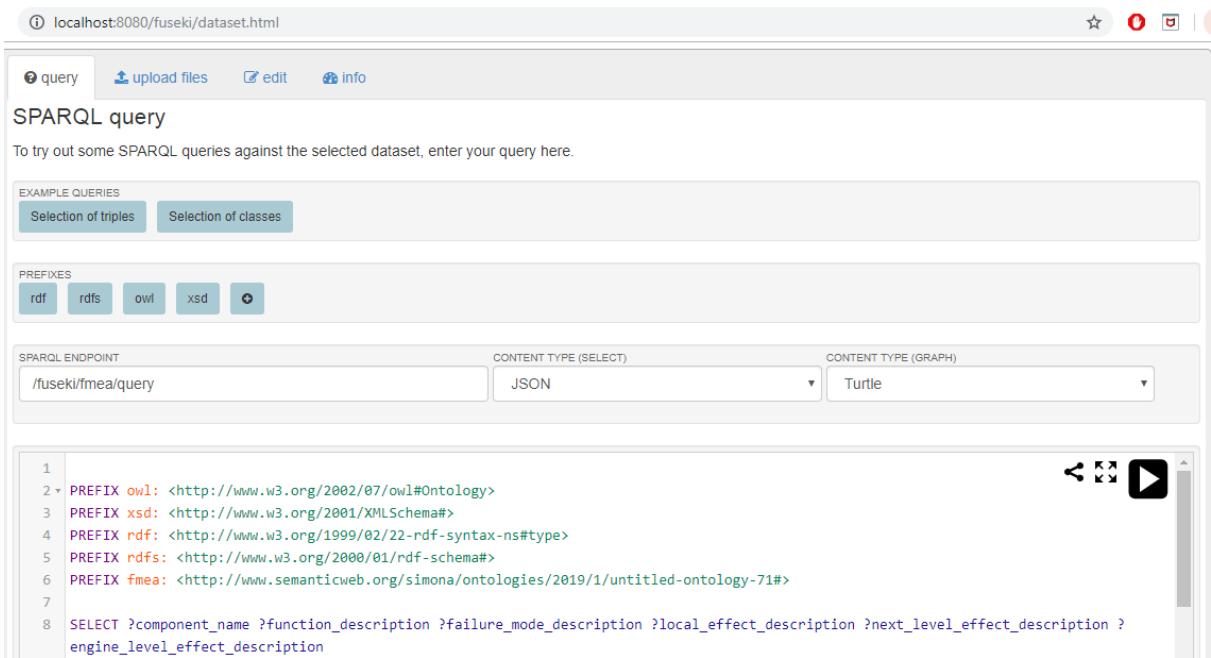 localhost:8080/fuseki/dataset.html
query upload files edit info
SPARQL query
To try out some SPARQL queries against the selected dataset, enter your query here.
EXAMPLE QUERIES
Selection of triples Selection of classes
PREFIXES
rdf rdfs owl xsd
SPARQL ENDPOINT CONTENT TYPE (SELECT) CONTENT TYPE (GRAPH)
/fuseki/fmea/query JSON Turtle
1
2 PREFIX owl: <http://www.w3.org/2002/07/owl#Ontology>
3 PREFIX xsd: <http://www.w3.org/2001/XMLSchema#>
4 PREFIX rdf: <http://www.w3.org/1999/02/22-rdf-syntax-ns#type>
5 PREFIX rdfs: <http://www.w3.org/2000/01/rdf-schema#>
6 PREFIX fmea: <http://www.semanticweb.org/simona/ontologies/2019/1/untitled-ontology-71#>
7
8 SELECT ?component_name ?function_description ?failure_mode_description ?local_effect_description ?next_level_effect_description ?
engine_level_effect_description